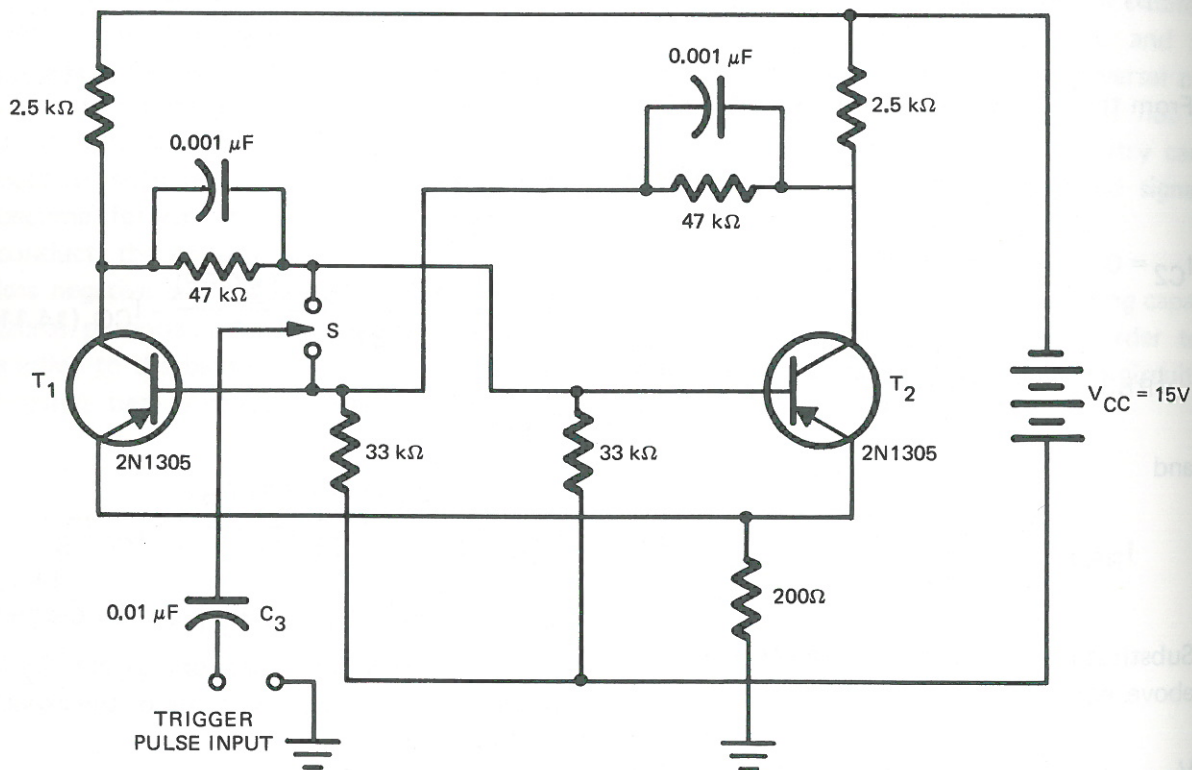 0.001 μF
2.5 kΩ
2.5 kΩ
0.001 μF
47 kΩ
47 kΩ
S
T1
T2
VCC = 15V
2N1305
33 kΩ
33 kΩ
2N1305
and
0.01 μF
C3
200Ω
TRIGGER
PULSE INPUT